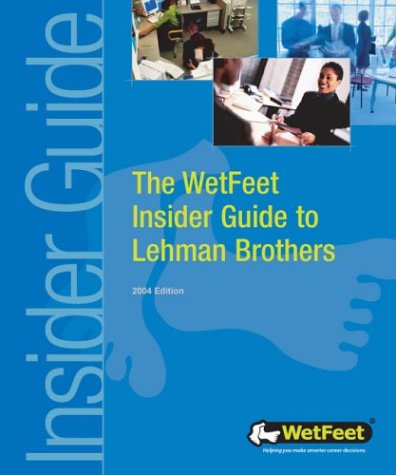 Insider Guide
The WetFeet
Insider Guide to
Lehman Brothers
2004 Edition
WetFeet®
Helping you make smarter career decisions.